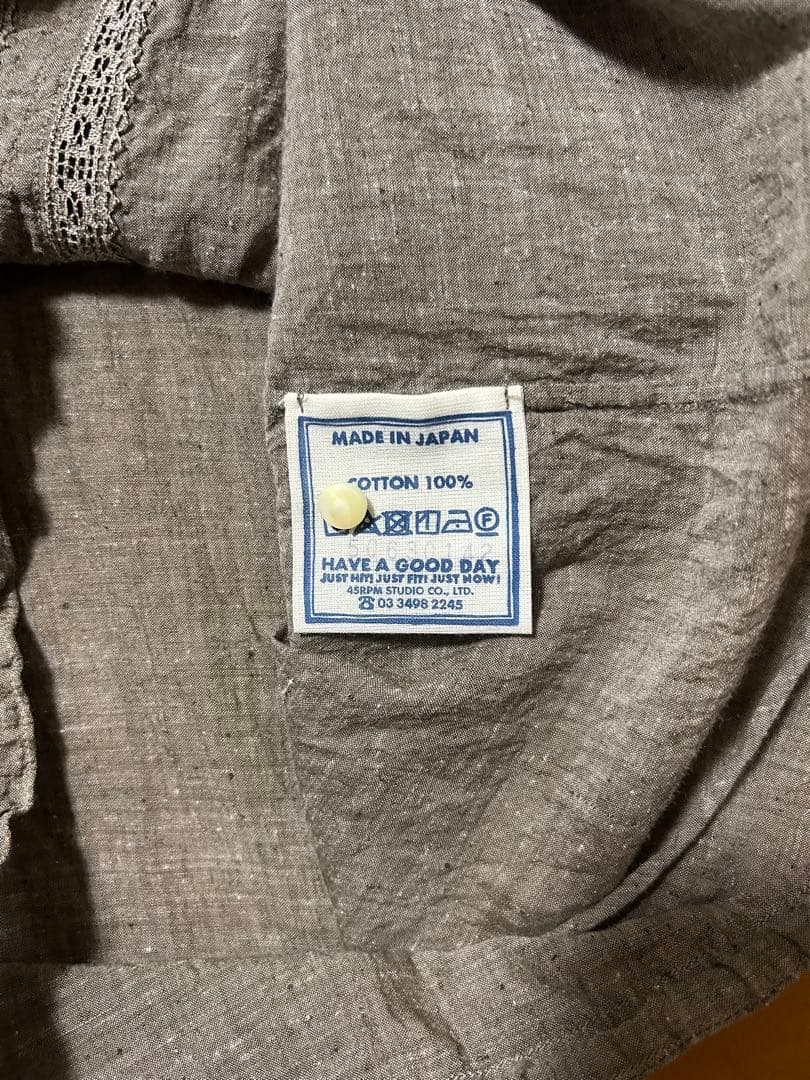 MADE IN JAPAN
COTTON 100%
F
HAVE A GOOD DAY
JUST HIT! JUST FIT! JUST NOW!
45RPM STUDIO CO., LTD.
☎ 03 3498 2245